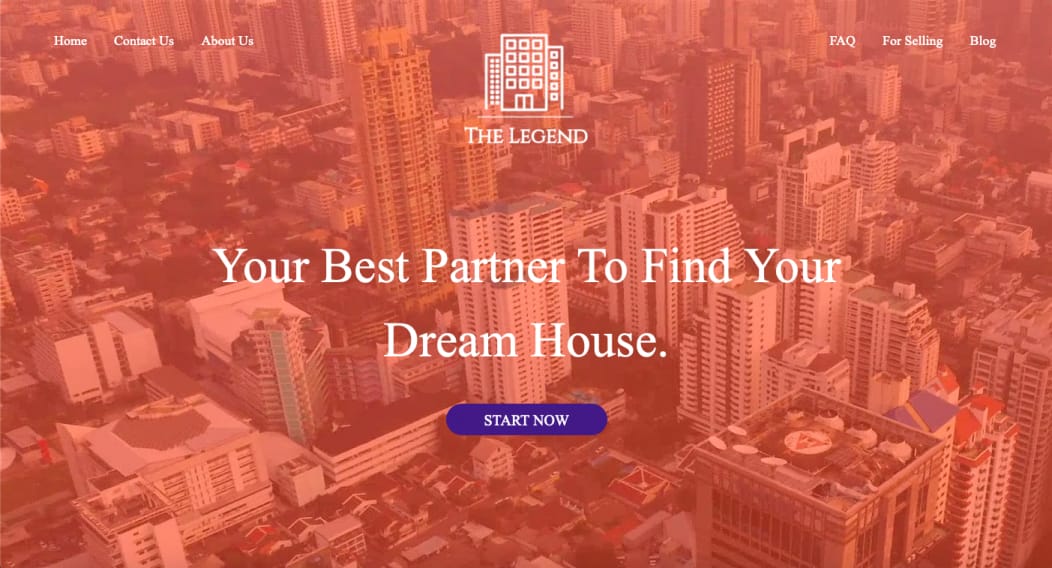 Home Contact Us About Us
FAQ For Selling Blog
The Legend
Your Best Partner To Find Your
Dream House.
START NOW